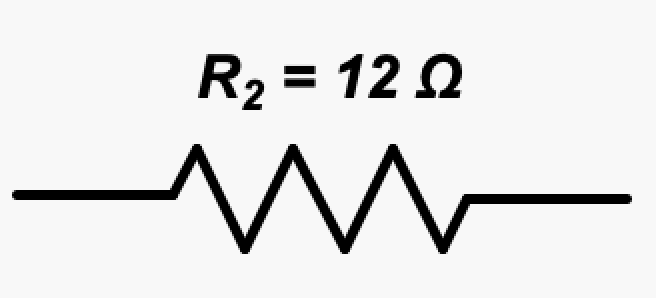 R₂ = 12 Ω